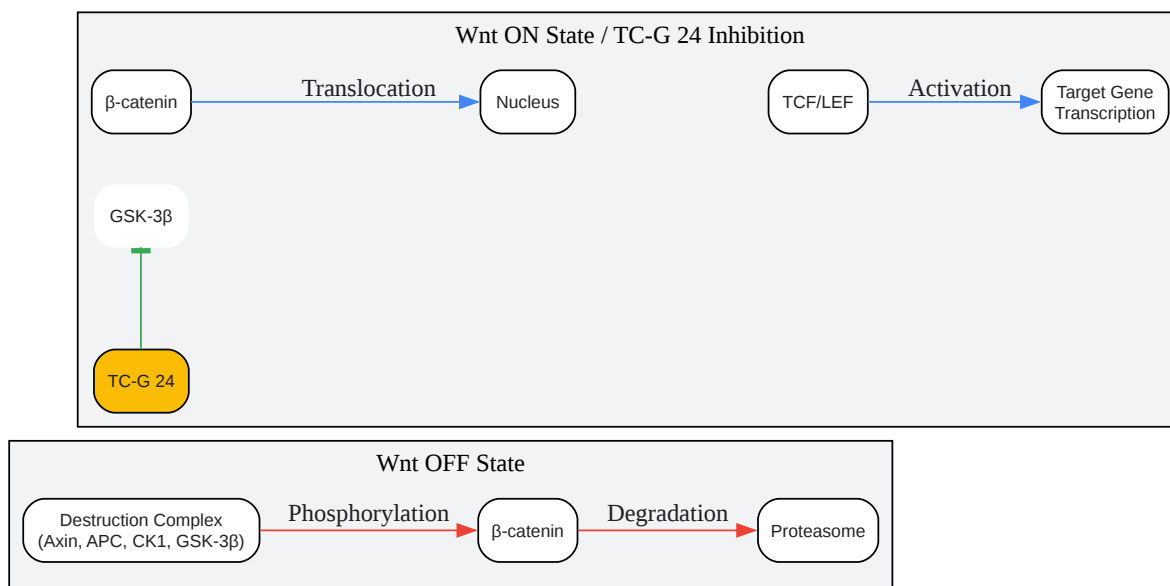 Wnt ON State / TC-G 24 Inhibition
β-catenin
Translocation
Nucleus
TCF/LEF
Activation
Target Gene
Transcription
GSK-3β
TC-G 24
Wnt OFF State
Destruction Complex
(Axin, APC, CK1, GSK-3β)
Phosphorylation
β-catenin
Degradation
Proteasome